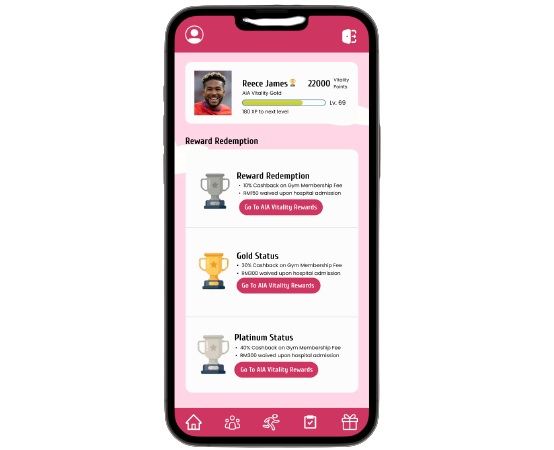 Reece James
22000 Vitality Points
AIA Vitality Gold
Lv. 69
180 XP to next level
Reward Redemption
Reward Redemption
• 10% Cashback on Gym Membership Fee
• RM150 waived upon hospital admission
Go To AIA Vitality Rewards
Gold Status
• 20% Cashback on Gym Membership Fee
• RM300 waived upon hospital admission
Go To AIA Vitality Rewards
Platinum Status
• 40% Cashback on Gym Membership Fee
• RM300 waived upon hospital admission
Go To AIA Vitality Rewards